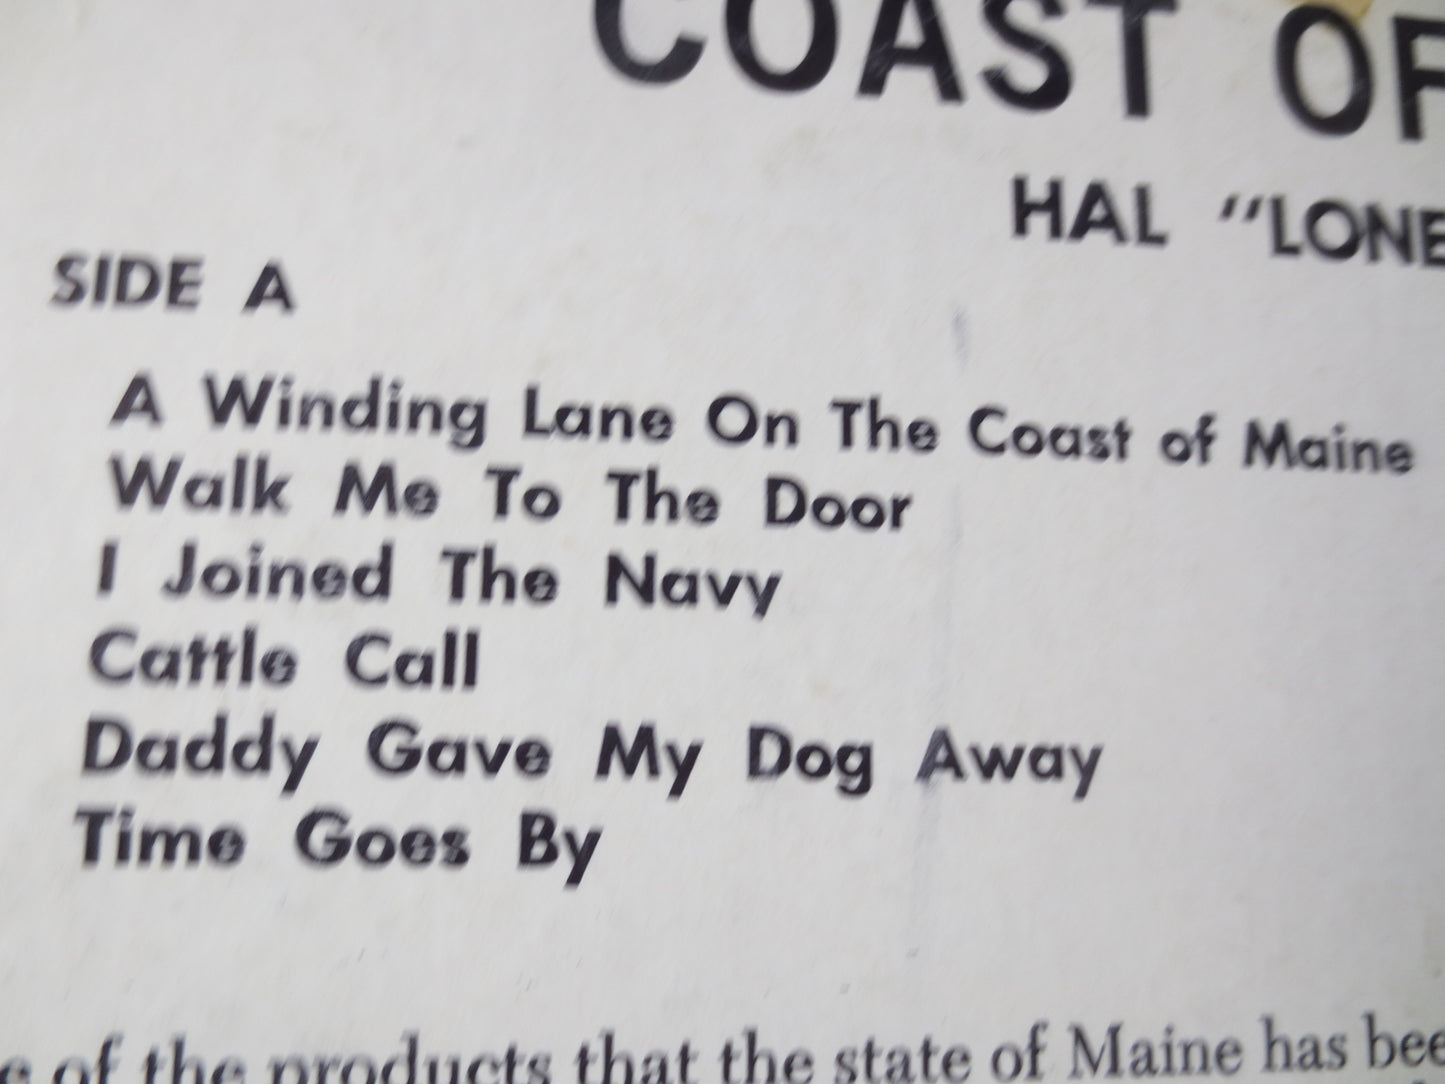 COAST OF
HAL "LONE
SIDE A
A Winding Lane On The Coast of Maine
Walk Me To The Door
I Joined The Navy
Cattle Call
Daddy Gave My Dog Away
Time Goes By
of the products that the state of Maine has bee